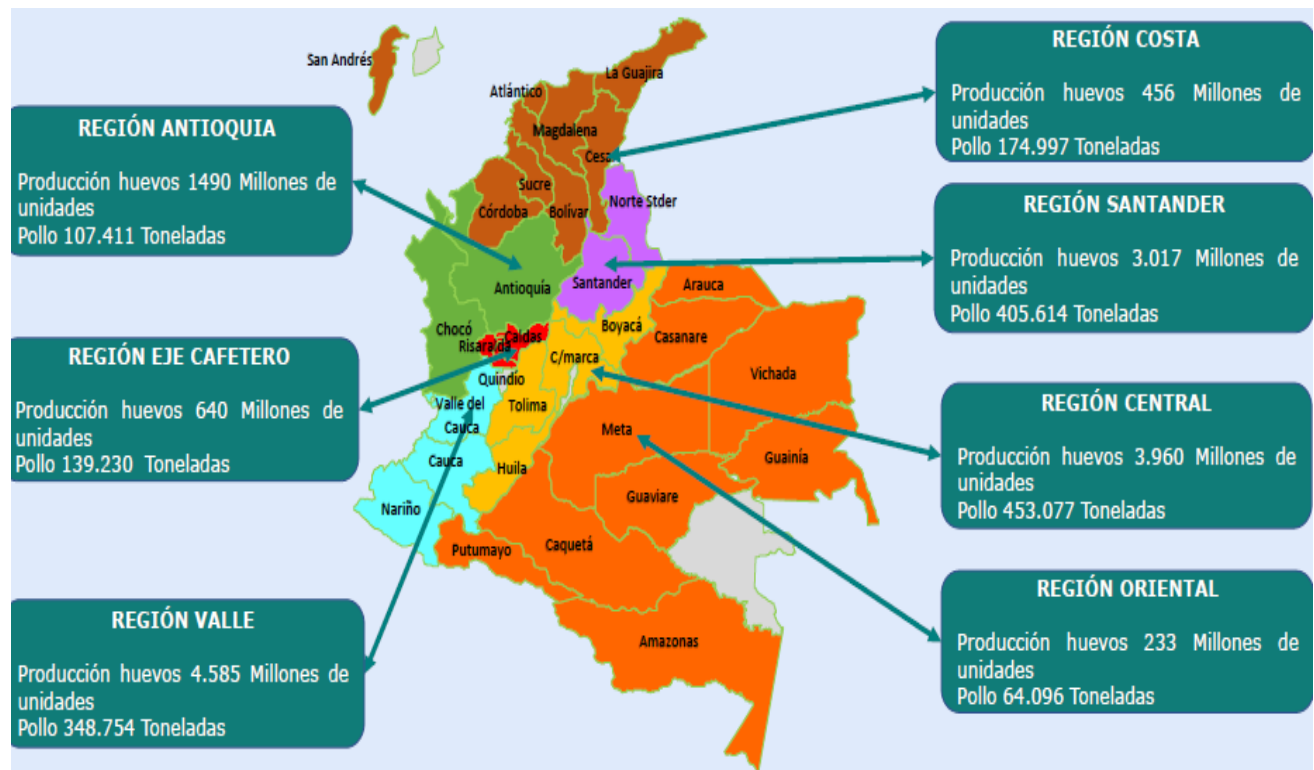 San Andrés
La Guajira
Atlántico
Magdalena
Cesa
Sucre
Córdoba
Bolívar
Norte Stder
Antioquía
Santander
Arauca
Chocó
Boyacá
Casanare
Risaralda
Caldas
C/marca
Vichada
Quindío
Valle del
Cauca
Tolima
Meta
Guainía
Cauca
Huila
Guaviare
Nariño
Putumayo
Caquetá
Amazonas
REGIÓN ANTIOQUIA
Producción huevos 1490 Millones de
unidades
Pollo 107.411 Toneladas
REGIÓN EJE CAFETERO
Producción huevos 640 Millones de
unidades
Pollo 139.230 Toneladas
REGIÓN VALLE
Producción huevos 4.585 Millones de
unidades
Pollo 348.754 Toneladas
REGIÓN COSTA
Producción huevos 456 Millones de
unidades
Pollo 174.997 Toneladas
REGIÓN SANTANDER
Producción huevos 3.017 Millones de
unidades
Pollo 405.614 Toneladas
REGIÓN CENTRAL
Producción huevos 3.960 Millones de
unidades
Pollo 453.077 Toneladas
REGIÓN ORIENTAL
Producción huevos 233 Millones de
unidades
Pollo 64.096 Toneladas